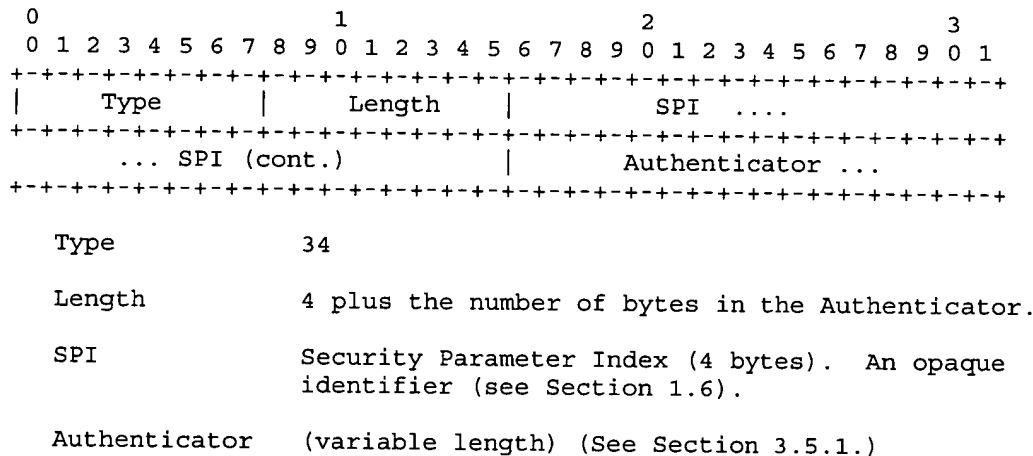 0                   1                   2                   3
0 1 2 3 4 5 6 7 8 9 0 1 2 3 4 5 6 7 8 9 0 1 2 3 4 5 6 7 8 9 0 1
+-+-+-+-+-+-+-+-+-+-+-+-+-+-+-+-+-+-+-+-+-+-+-+-+-+-+-+-+-+-+-+-+
|     Type      |     Length    |         SPI  ....
+-+-+-+-+-+-+-+-+-+-+-+-+-+-+-+-+-+-+-+-+-+-+-+-+-+-+-+-+-+-+-+-+
... SPI (cont.)          |       Authenticator ...
+-+-+-+-+-+-+-+-+-+-+-+-+-+-+-+-+-+-+-+-+-+-+-+-+-+-+-+-+-+-+-+-+
Type            34
Length          4 plus the number of bytes in the Authenticator.
SPI             Security Parameter Index (4 bytes).  An opaque
identifier (see Section 1.6).
Authenticator   (variable length) (See Section 3.5.1.)